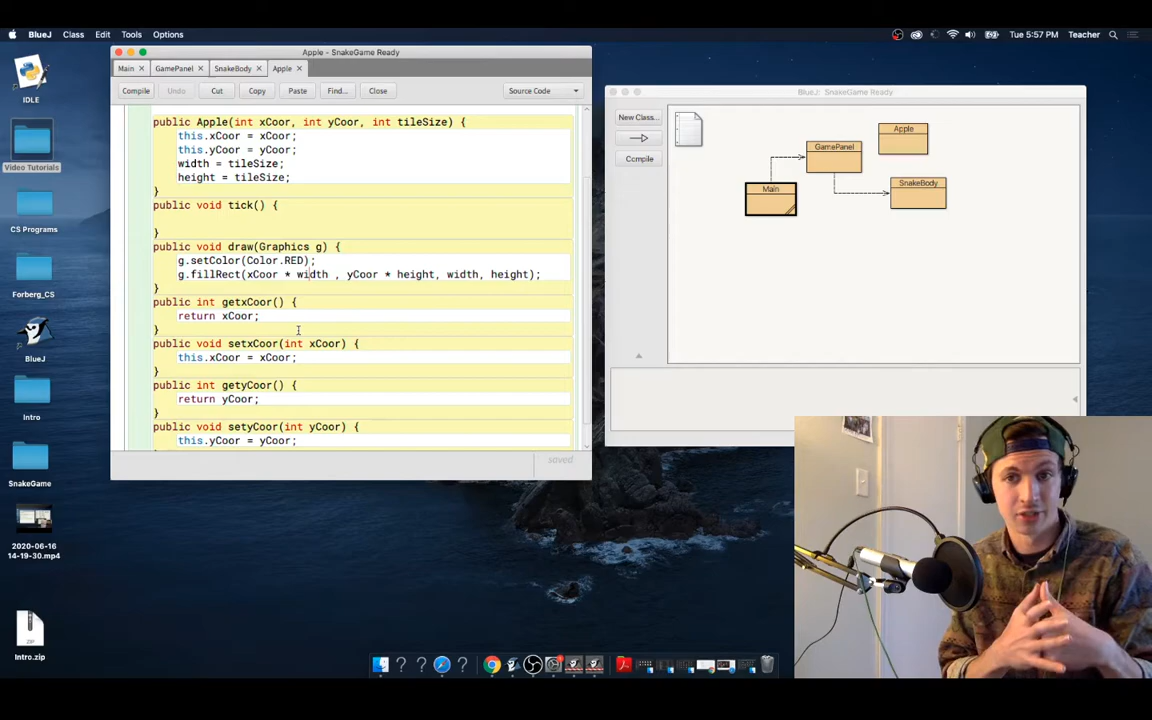 BlueJ Class Edit Tools Options
Tue 5:57 PM Teacher
IDLE
Video Tutorials
CS Programs
Forberg_CS
BlueJ
Intro
SnakeGame
2020-06-16
14-19-30.mp4
ZIP
Intro.zip
Apple - SnakeGame Ready
Main GamePanel SnakeBody Apple
Compile Undo Cut Copy Paste Find... Close Source Code
public Apple(int xCoor, int yCoor, int tileSize) {
this.xCoor = xCoor;
this.yCoor = yCoor;
width = tileSize;
height = tileSize;
}
public void tick() {
}
public void draw(Graphics g) {
g.setColor(Color.RED);
g.fillRect(xCoor * width , yCoor * height, width, height);
}
public int getxCoor() {
return xCoor;
}
public void setxCoor(int xCoor) {
this.xCoor = xCoor;
}
public int getyCoor() {
return yCoor;
}
public void setyCoor(int yCoor) {
this.yCoor = yCoor;
saved
BlueJ: SnakeGame Ready
New Class...
Compile
Apple
GamePanel
SnakeBody
Main